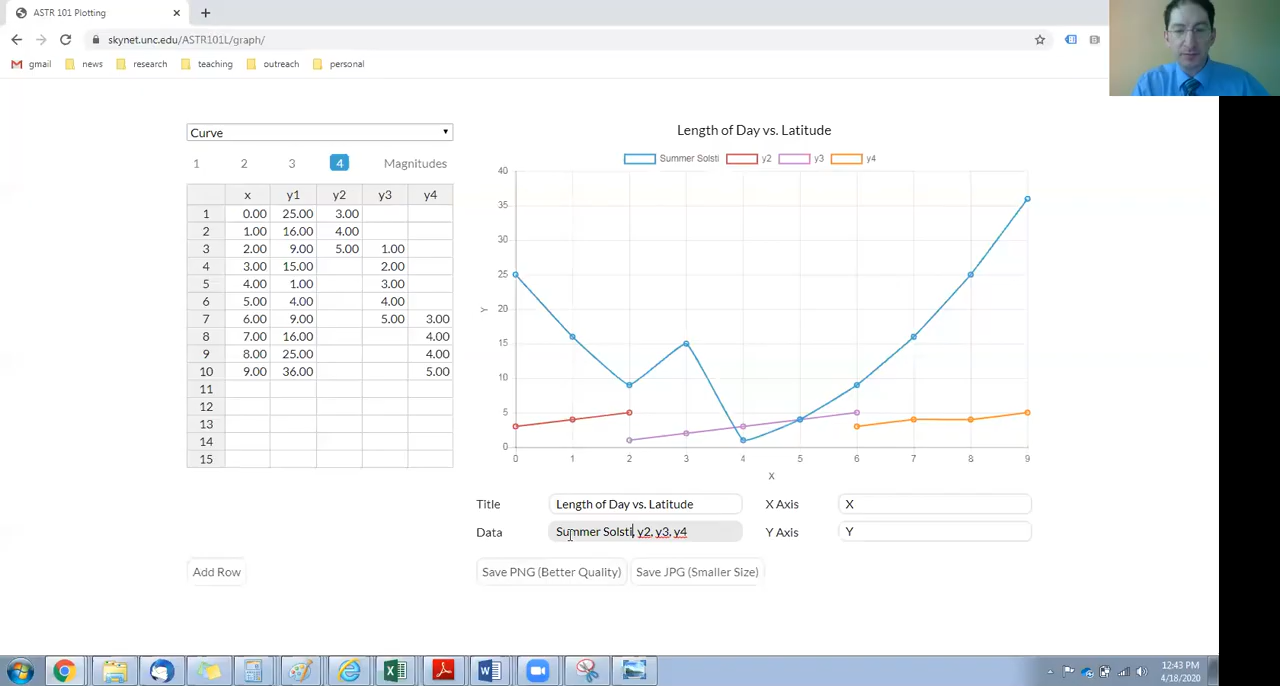 ASTR 101 Plotting
skynet.unc.edu/ASTR101L/graph/
gmail news research teaching outreach personal
Curve
1 2 3 4 Magnitudes
x y1 y2 y3 y4
1 0.00 25.00 3.00
2 1.00 16.00 4.00
3 2.00 9.00 5.00 1.00
4 3.00 15.00 2.00
5 4.00 1.00 3.00
6 5.00 4.00 4.00
7 6.00 9.00 5.00 3.00
8 7.00 16.00 4.00
9 8.00 25.00 4.00
10 9.00 36.00 5.00
11
12
13
14
15
Add Row
Length of Day vs. Latitude
Summer Solsti y2 y3 y4
40
35
30
25
20
15
10
5
0
Y
0 1 2 3 4 5 6 7 8 9
X
Title Length of Day vs. Latitude X Axis X
Data Summer Solsti, y2, y3, y4 Y Axis Y
Save PNG (Better Quality) Save JPG (Smaller Size)
12:43 PM
4/18/2020